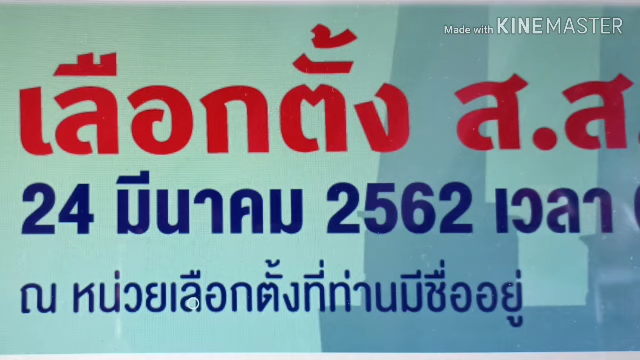 Made with KINEMASTER
เลือกตั้ง ส.ส.
24 มีนาคม 2562 เวลา
ณ หน่วยเลือกตั้งที่ท่านมีชื่ออยู่